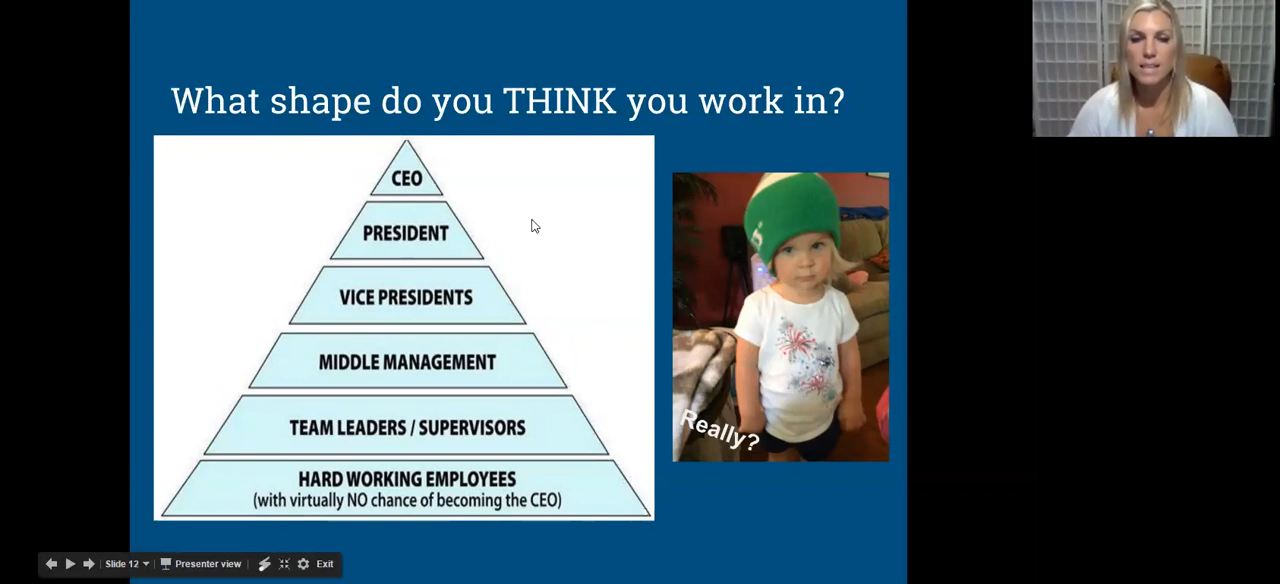 What shape do you THINK you work in?
CEO
PRESIDENT
VICE PRESIDENTS
MIDDLE MANAGEMENT
TEAM LEADERS / SUPERVISORS
HARD WORKING EMPLOYEES
(with virtually NO chance of becoming the CEO)
Really?
Slide 12
Presenter view
Exit